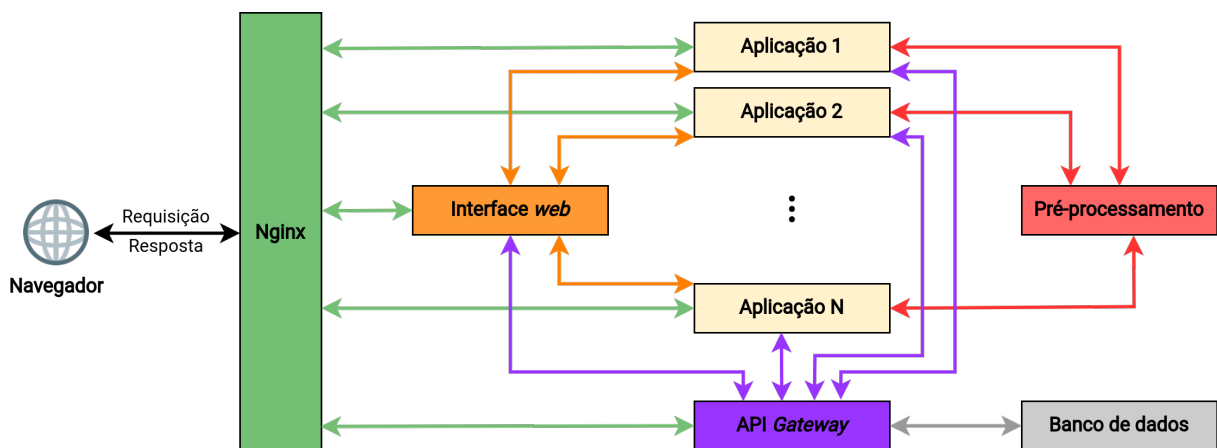 Aplicação 1
Aplicação 2
Requisição
Resposta
Navegador
Nginx
Interface web
Pré-processamento
Aplicação N
API Gateway
Banco de dados